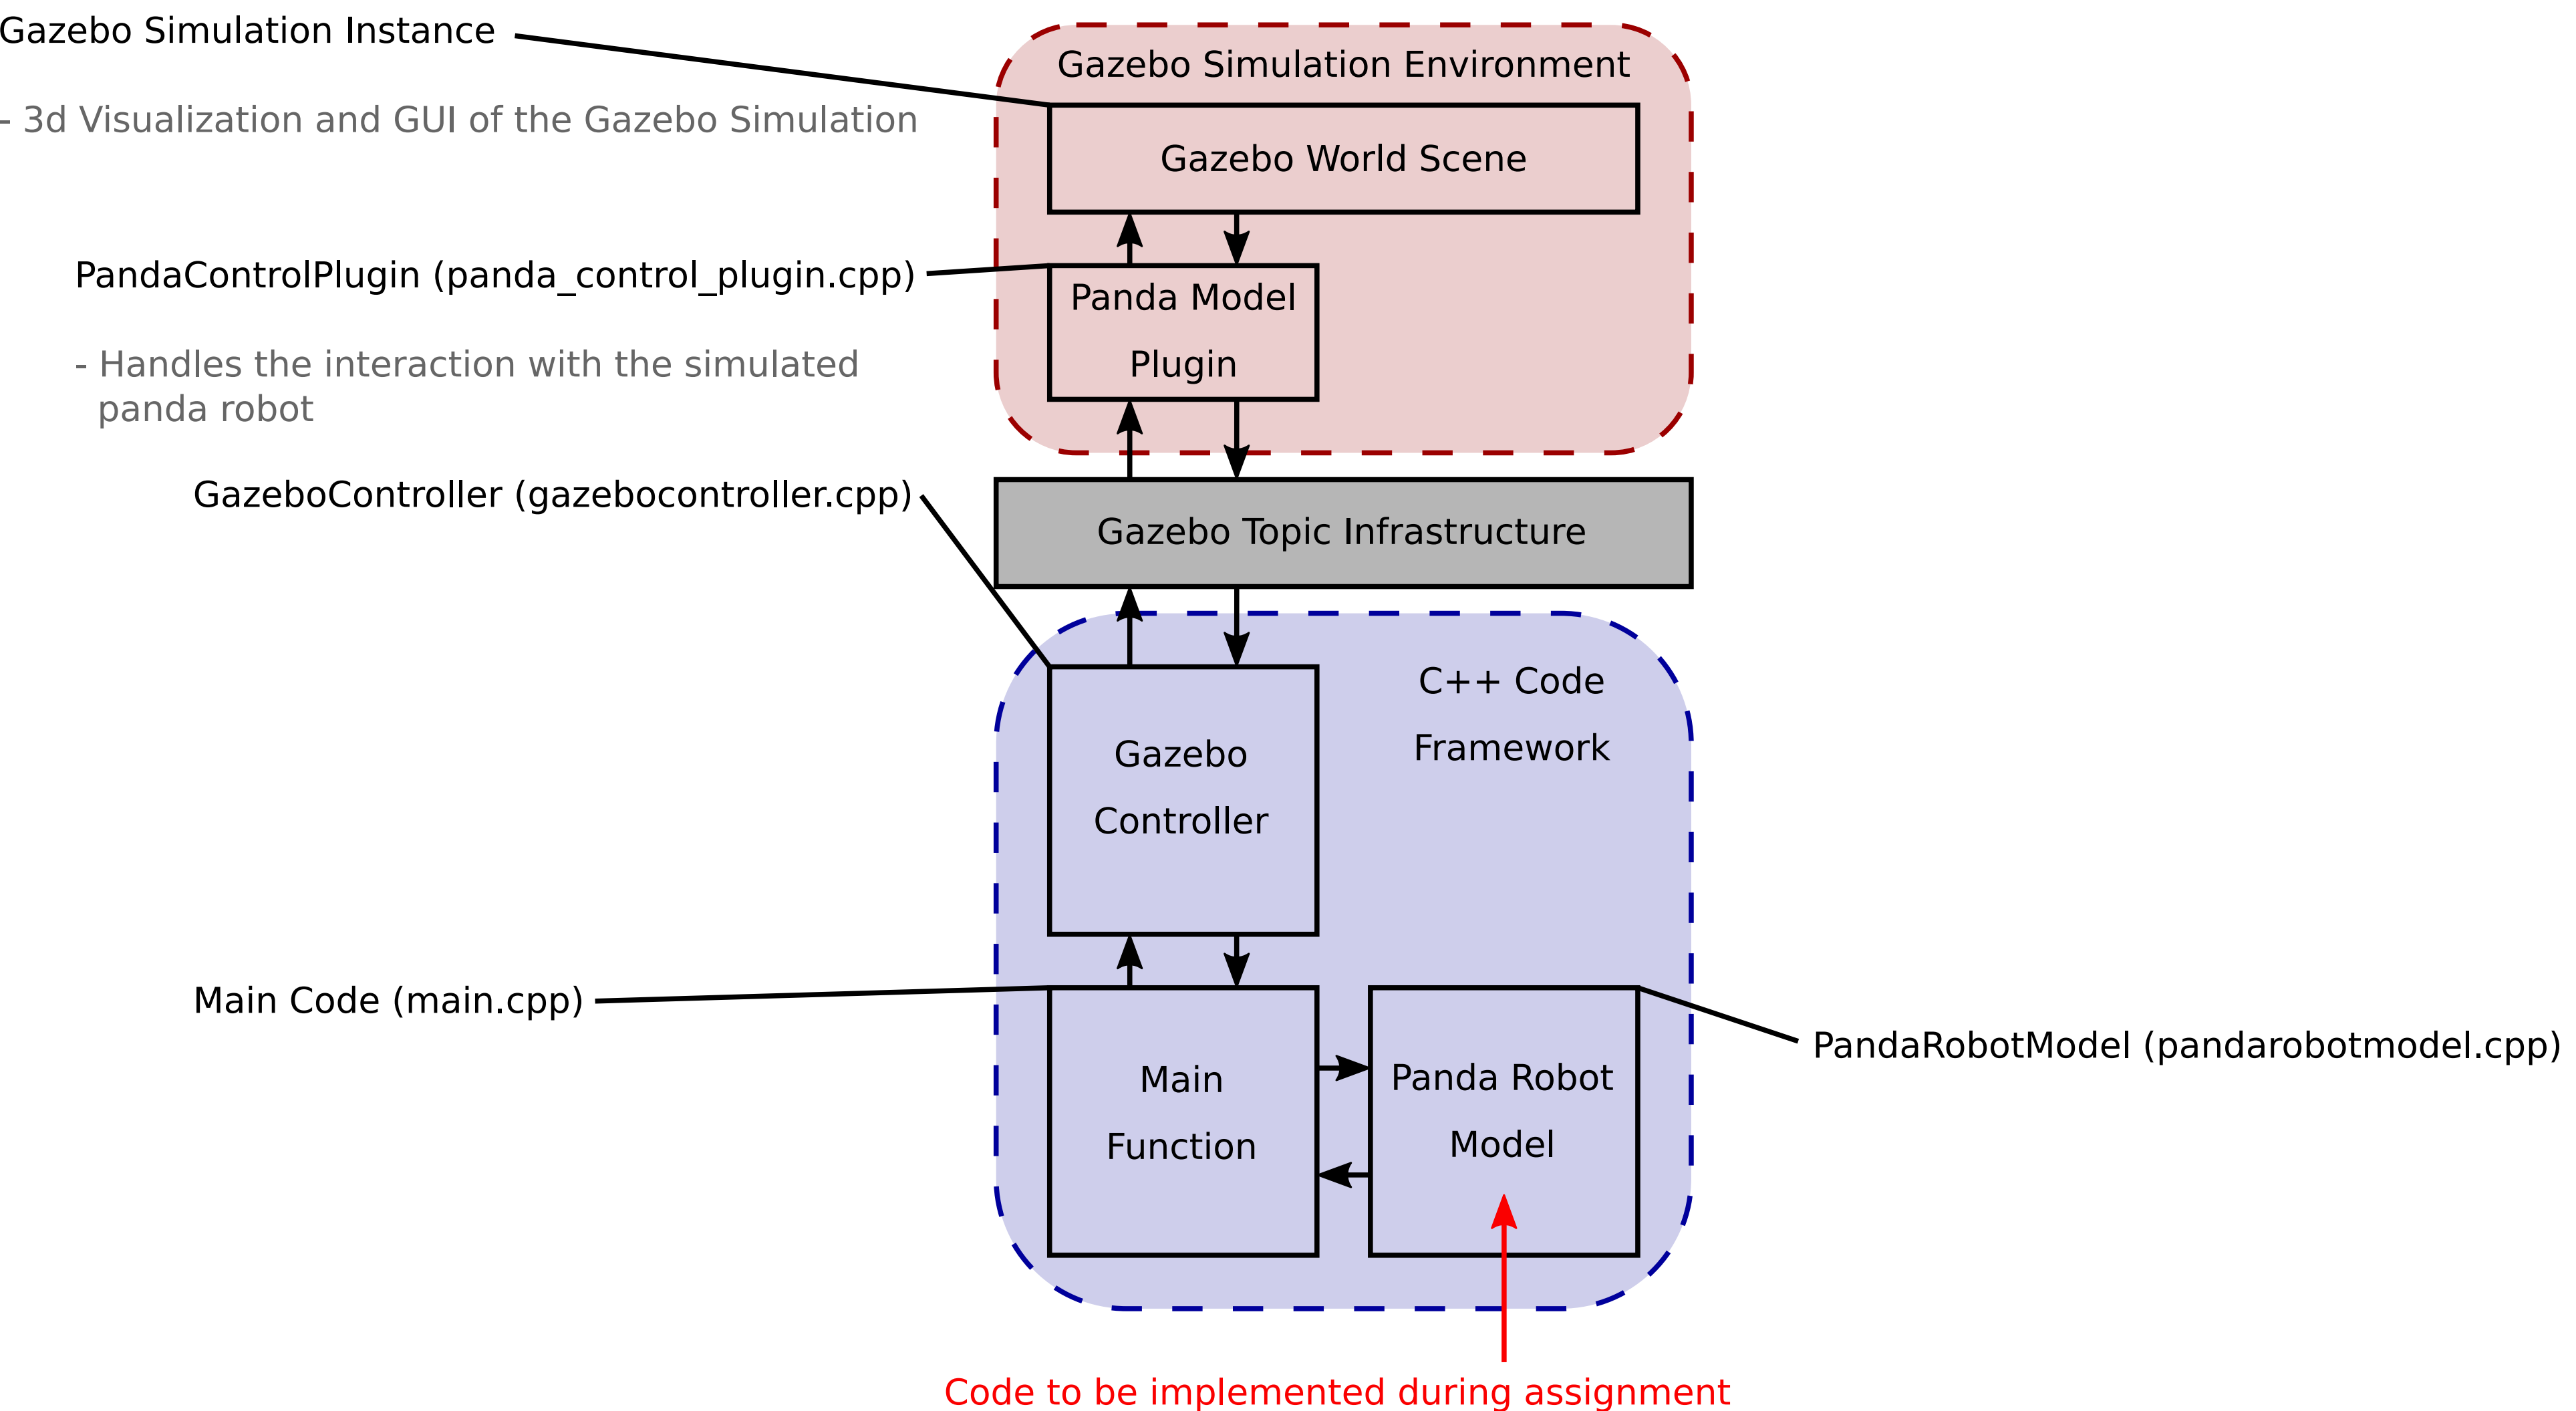 Gazebo Simulation Instance
- 3d Visualization and GUI of the Gazebo Simulation
Gazebo Simulation Environment
Gazebo World Scene
PandaControlPlugin (panda_control_plugin.cpp)
- Handles the interaction with the simulated
panda robot
Panda Model
Plugin
GazeboController (gazebocontroller.cpp)
Gazebo Topic Infrastructure
C++ Code
Framework
Gazebo
Controller
Main Code (main.cpp)
Main
Function
Panda Robot
Model
PandaRobotModel (pandarobotmodel.cpp)
Code to be implemented during assignment